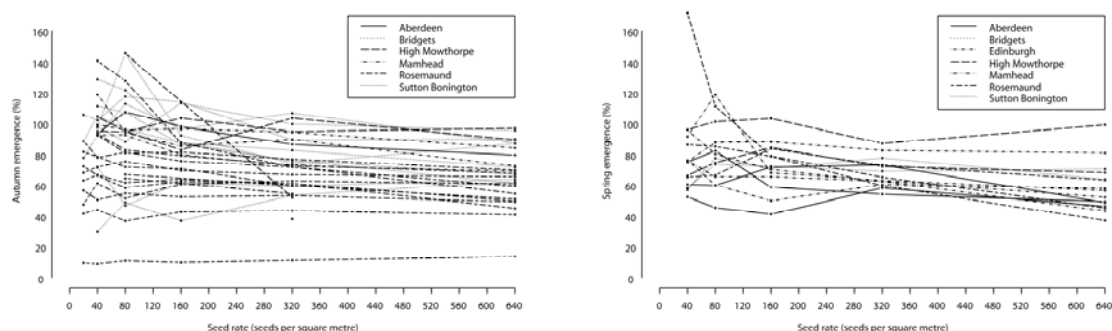 160
140
120
100
80
60
40
20
0
Autumn emergence (%)
Aberdeen
Bridgets
High Mowthorpe
Mamhead
Rosemaund
Sutton Bonington
0 40 80 120 160 200 240 280 320 360 400 440 480 520 560 600 640
Seed rate (seeds per square metre)
160
140
120
100
80
60
40
20
0
Spring emergence (%)
Aberdeen
Bridgets
Edinburgh
High Mowthorpe
Mamhead
Rosemaund
Sutton Bonington
0 40 80 120 160 200 240 280 320 360 400 440 480 520 560 600 640
Seed rate (seeds per square metre)